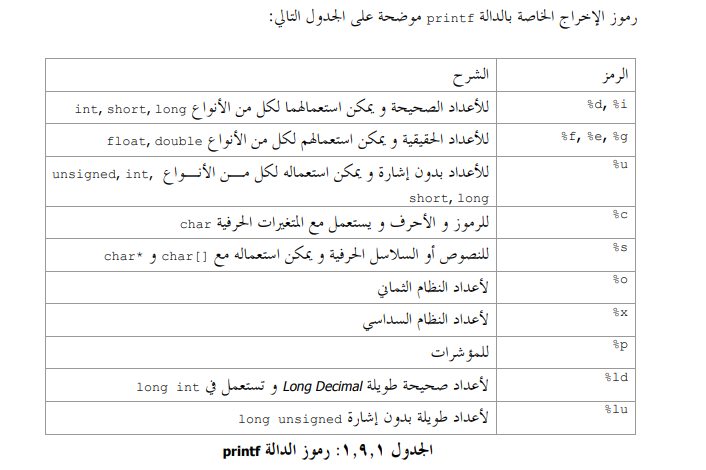 رموز الإخراج الخاصة بالدالة printf موضحة على الجدول التالي:
الرمز الشرح
%d, %i للأعداد الصحيحة و يمكن استعمالهما لكل من الأنواع int, short, long
%f, %e, %g للأعداد الحقيقية و يمكن استعمالهم لكل من الأنواع float, double
%u للأعداد بدون إشارة و يمكن استعماله لكل مــن الأنــواع unsigned, int,
short, long
%c للرموز و الأحرف و يستعمل مع المتغيرات الحرفية char
%s للنصوص أو السلاسل الحرفية و يمكن استعماله مع char[] و char*
%o لأعداد النظام الثماني
%x لأعداد النظام السداسي
%p للمؤشرات
%ld لأعداد صحيحة طويلة Long Decimal و تستعمل في long int
%lu لأعداد طويلة بدون إشارة long unsigned
الجدول ١,٩,١: رموز الدالة printf